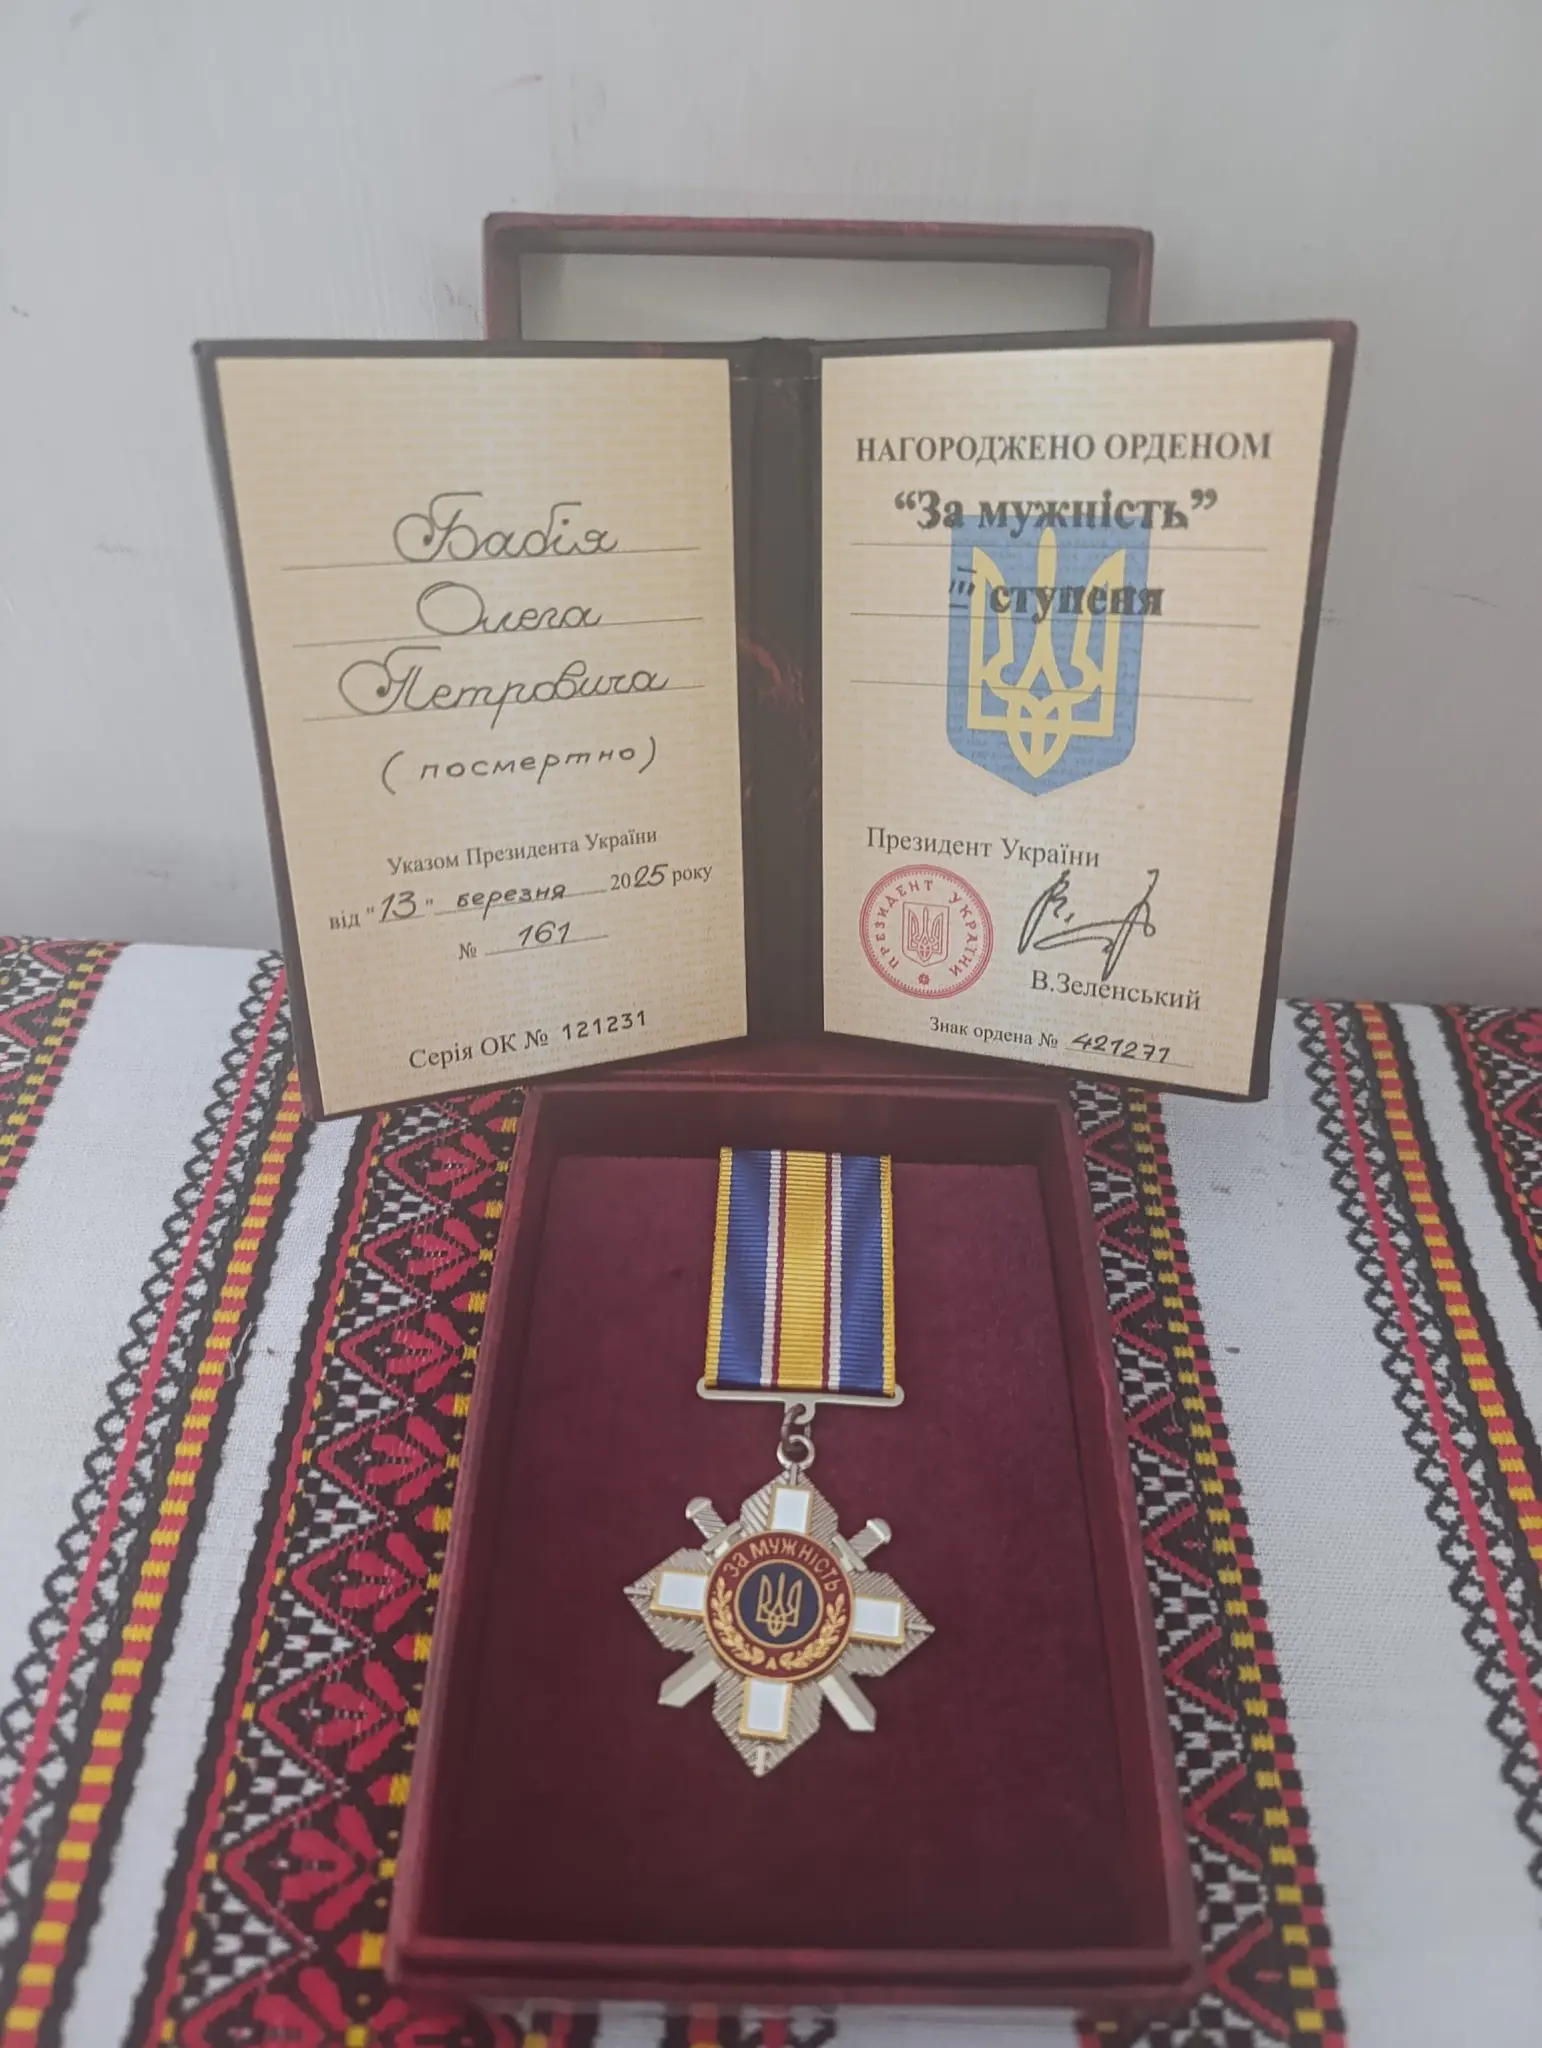 Бабія
Олега
Петровича
(посмертно)
Указом Президента України
від "13" березня 2025 року
№ 161
Серія ОК № 121231
НАГОРОДЖЕНО ОРДЕНОМ
“За мужність”
III ступеня
Президент України
ПРЕЗИДЕНТ УКРАЇНИ
В.Зеленський
Знак ордена № 421271
ЗА МУЖНІСТЬ